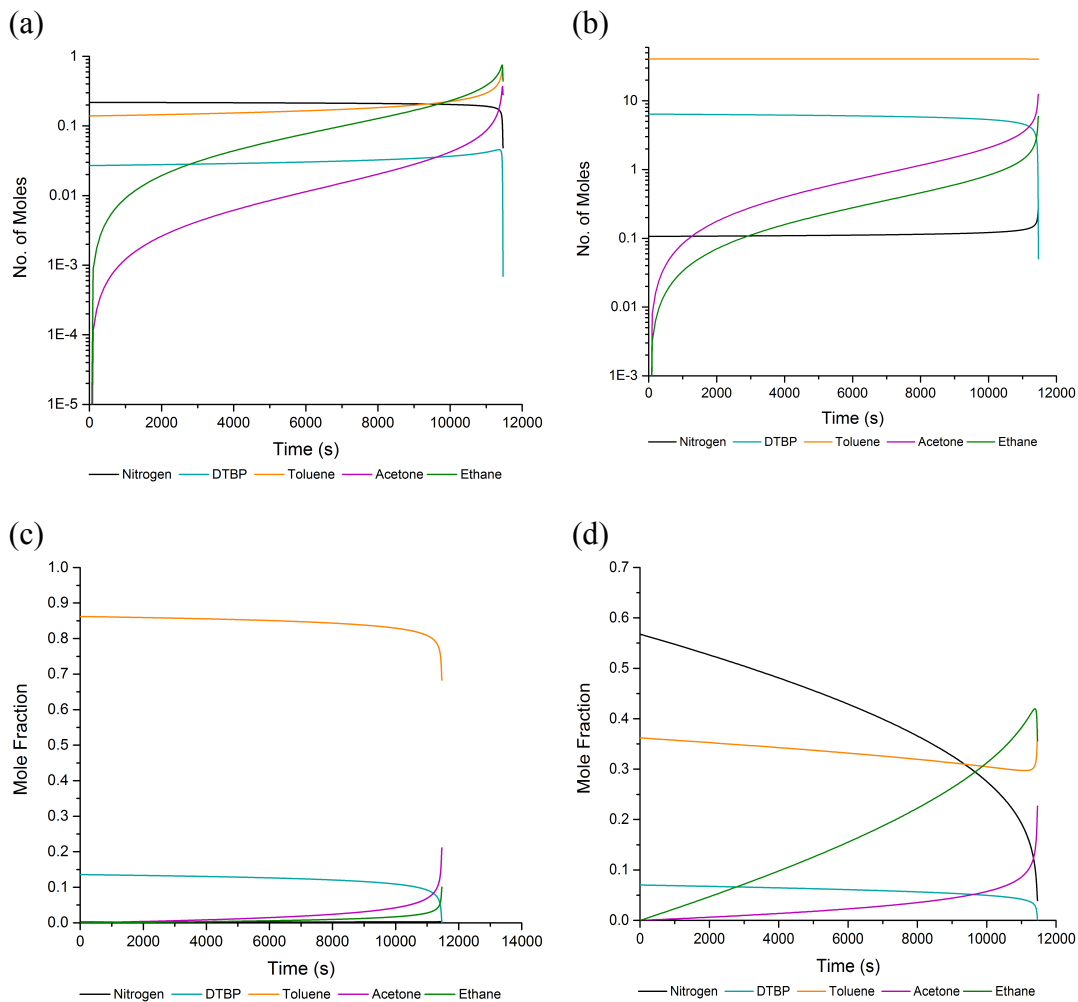 (a)
No. of Moles
1
0.1
0.01
1E-3
1E-4
1E-5
0 2000 4000 6000 8000 10000 12000
Time (s)
Nitrogen DTBP Toluene Acetone Ethane
(b)
No. of Moles
10
1
0.1
0.01
1E-3
0 2000 4000 6000 8000 10000 12000
Time (s)
Nitrogen DTBP Toluene Acetone Ethane
(c)
Mole Fraction
1.0
0.9
0.8
0.7
0.6
0.5
0.4
0.3
0.2
0.1
0.0
0 2000 4000 6000 8000 10000 12000 14000
Time (s)
Nitrogen DTBP Toluene Acetone Ethane
(d)
Mole Fraction
0.7
0.6
0.5
0.4
0.3
0.2
0.1
0.0
0 2000 4000 6000 8000 10000 12000
Time (s)
Nitrogen DTBP Toluene Acetone Ethane